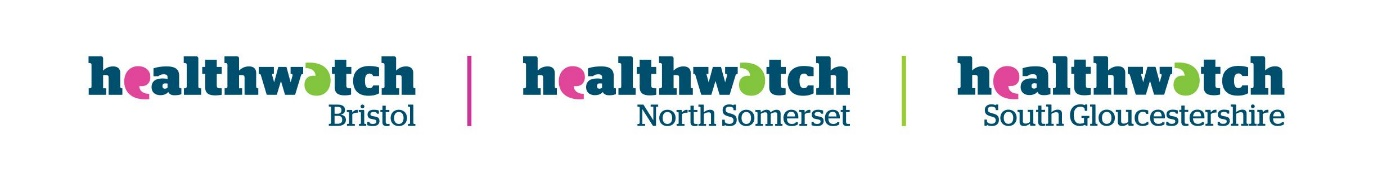 healthwatch
Bristol
healthwatch
North Somerset
healthwatch
South Gloucestershire